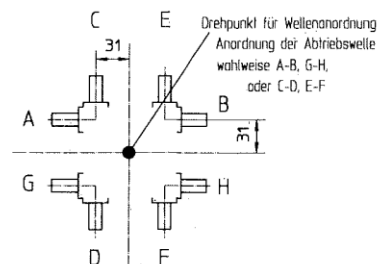 C E
Drehpunkt für Wellenanordnung
Anordnung der Abtriebswelle
wahlweise A-B, G-H,
oder C-D, E-F
31
A B
31
G H
D F